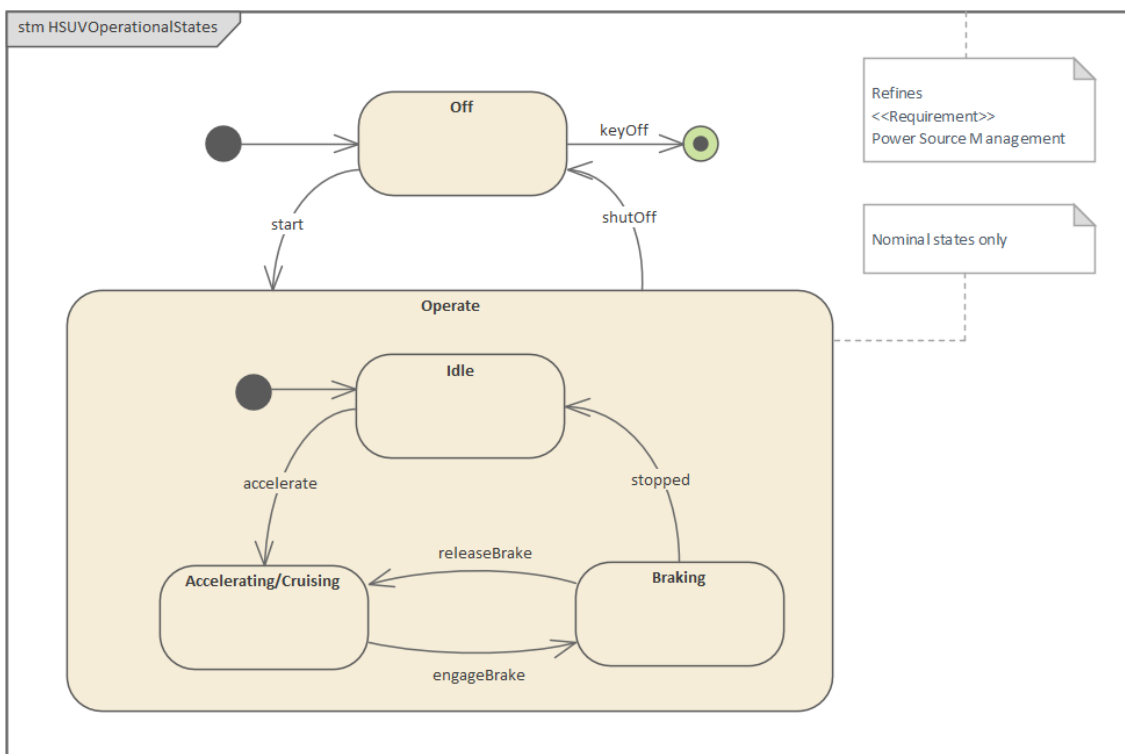 stm HSUVOperationalStates
Off
keyOff
Refines
<<Requirement>>
Power Source Management
start
shutOff
Nominal states only
Operate
Idle
accelerate
stopped
releaseBrake
Accelerating/Cruising
Braking
engageBrake